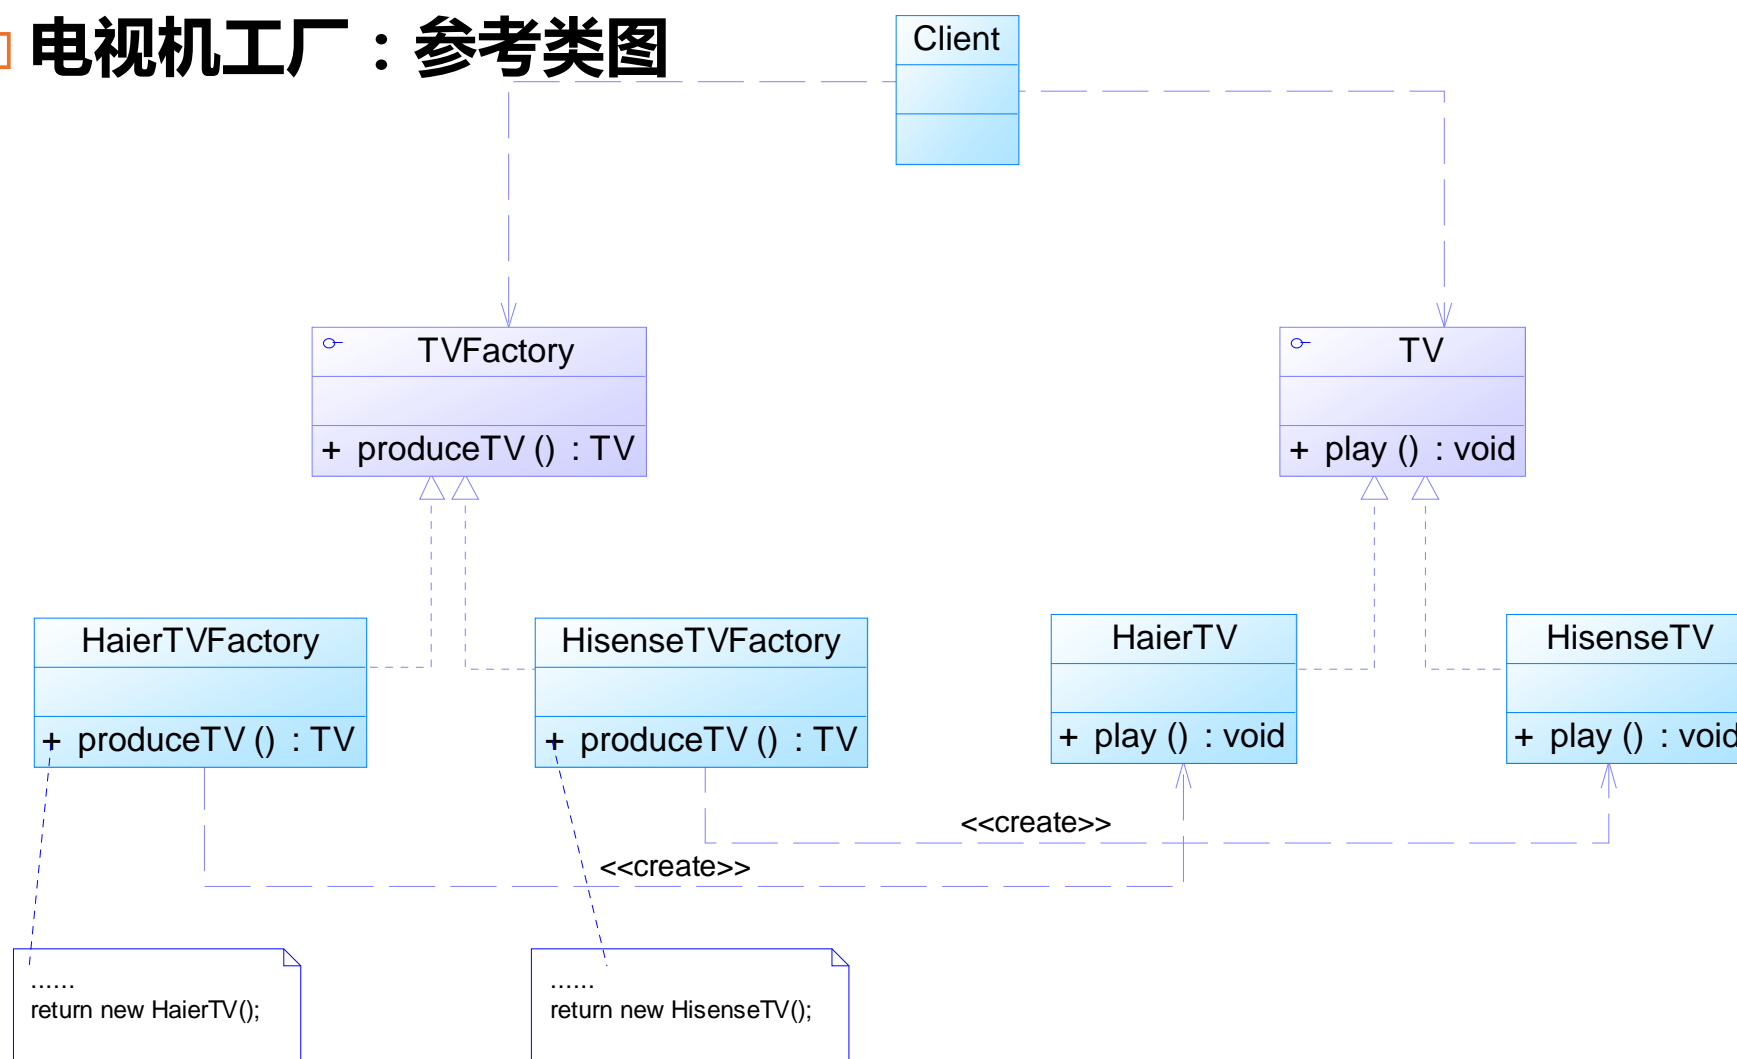 电视机工厂：参考类图
Client
TVFactory
+ produceTV () : TV
TV
+ play () : void
HaierTVFactory
+ produceTV () : TV
HisenseTVFactory
+ produceTV () : TV
HaierTV
+ play () : void
HisenseTV
+ play () : void
<<create>>
<<create>>
......
return new HaierTV();
......
return new HisenseTV();